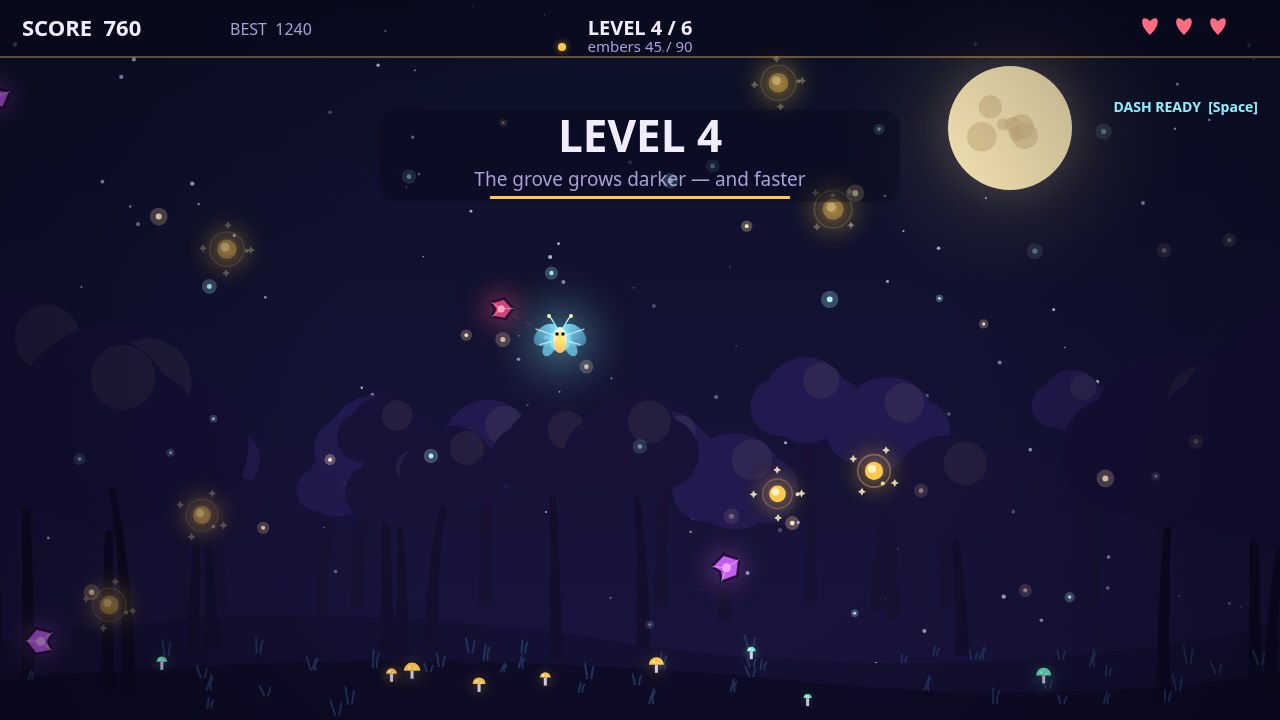 SCORE 760
BEST 1240
LEVEL 4 / 6
embers 45 / 90
DASH READY [Space]
LEVEL 4
The grove grows darker — and faster